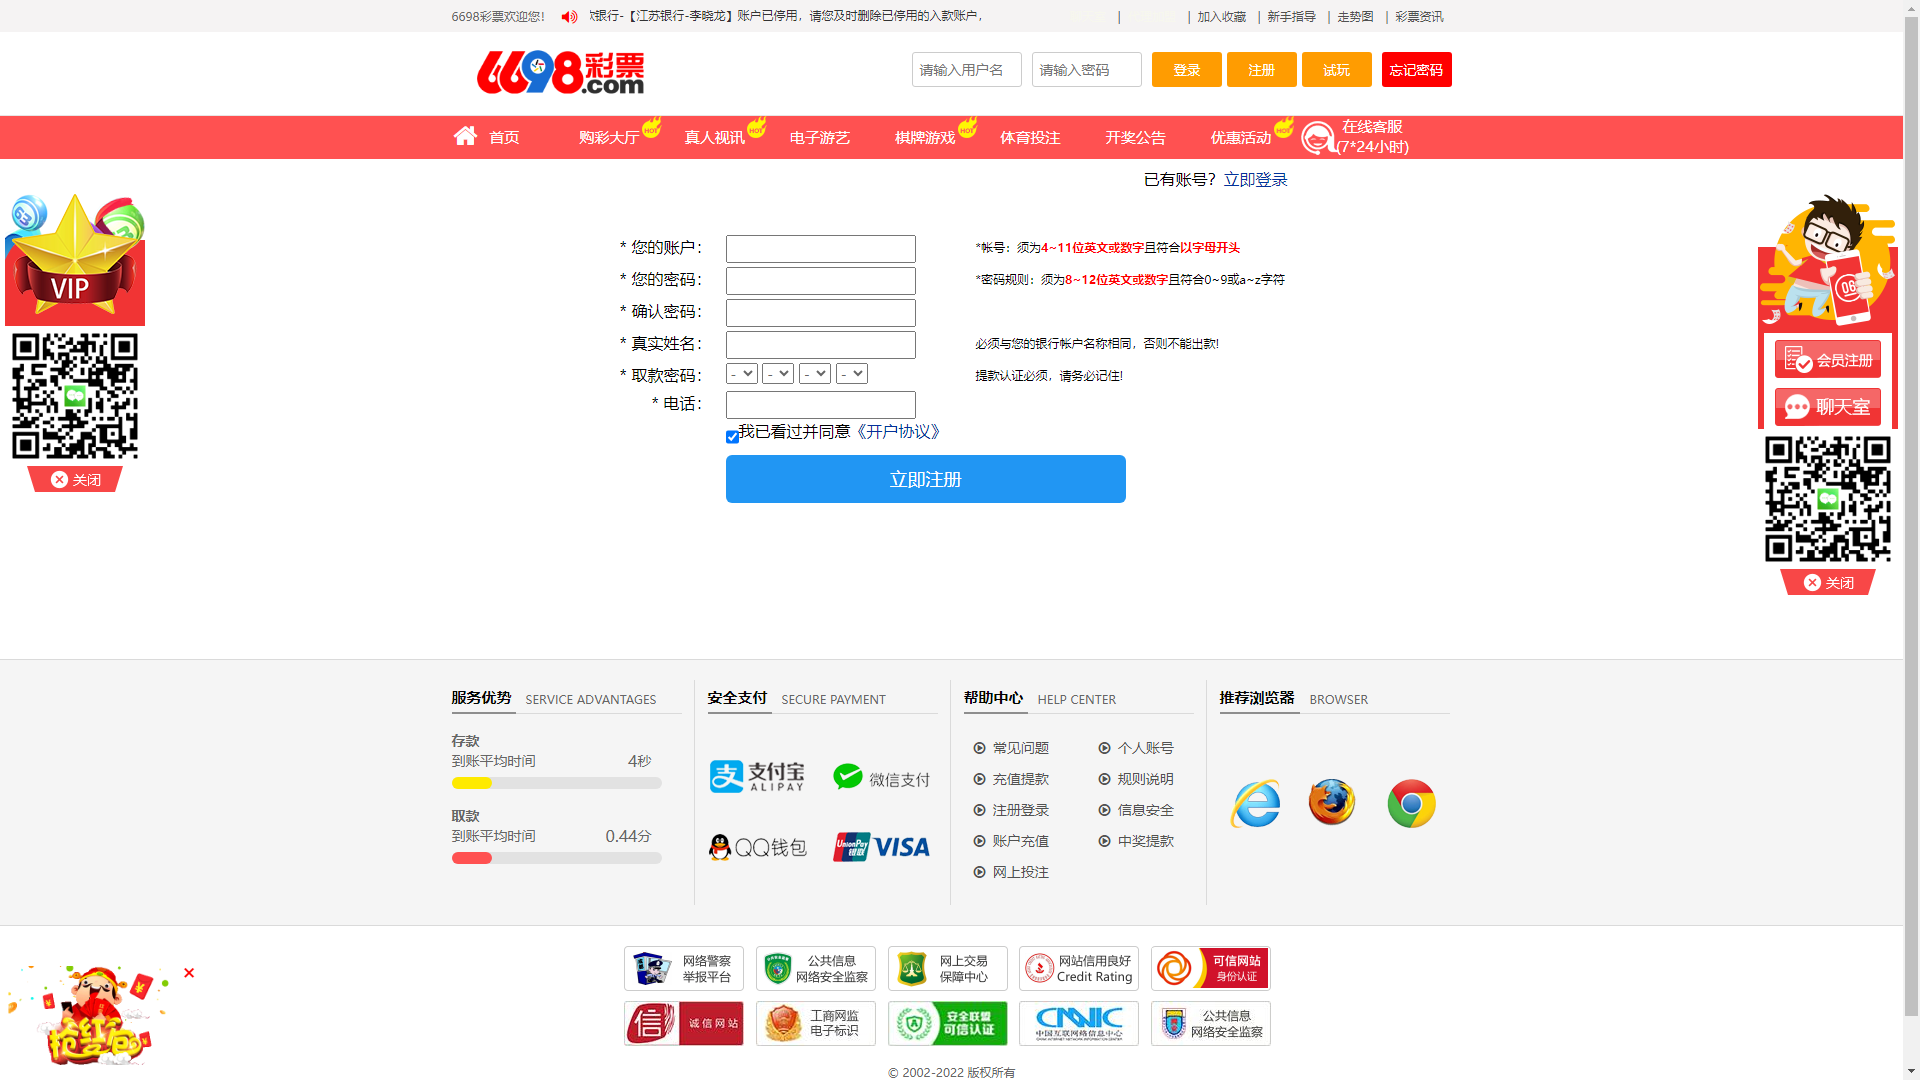 6698彩票欢迎您!
款银行-【江苏银行-李晓龙】账户已停用，请您及时删除已停用的入款账户，
| | 加入收藏 | 新手指导 | 走势图 | 彩票资讯
6698彩票.com
请输入用户名
请输入密码
登录
注册
试玩
忘记密码
首页
购彩大厅
HOT
真人视讯
HOT
电子游艺
棋牌游戏
HOT
体育投注
开奖公告
优惠活动
HOT
在线客服
(7*24小时)
已有账号？立即登录
* 您的账户：
*帐号：须为4~11位英文或数字且符合以字母开头
* 您的密码：
*密码规则：须为8~12位英文或数字且符合0~9或a~z字符
* 确认密码：
* 真实姓名：
必须与您的银行帐户名称相同，否则不能出款!
* 取款密码：
- - - -
提款认证必须，请务必记住!
* 电话：
我已看过并同意《开户协议》
立即注册
63
VIP
关闭
06
会员注册
聊天室
关闭
服务优势 SERVICE ADVANTAGES
存款
到账平均时间 4秒
取款
到账平均时间 0.44分
安全支付 SECURE PAYMENT
支付宝
ALIPAY
微信支付
QQ钱包
UnionPay
银联
VISA
帮助中心 HELP CENTER
常见问题
个人账号
充值提款
规则说明
注册登录
信息安全
账户充值
中奖提款
网上投注
推荐浏览器 BROWSER
抢红包
网络警察
举报平台
公共信息
网络安全监察
网上交易
保障中心
网站信用良好
Credit Rating
可信网站
身份认证
信
诚信网站
工商网监
电子标识
安全联盟
可信认证
CNNIC
中国互联网络信息中心
公共信息
网络安全监察
© 2002-2022 版权所有